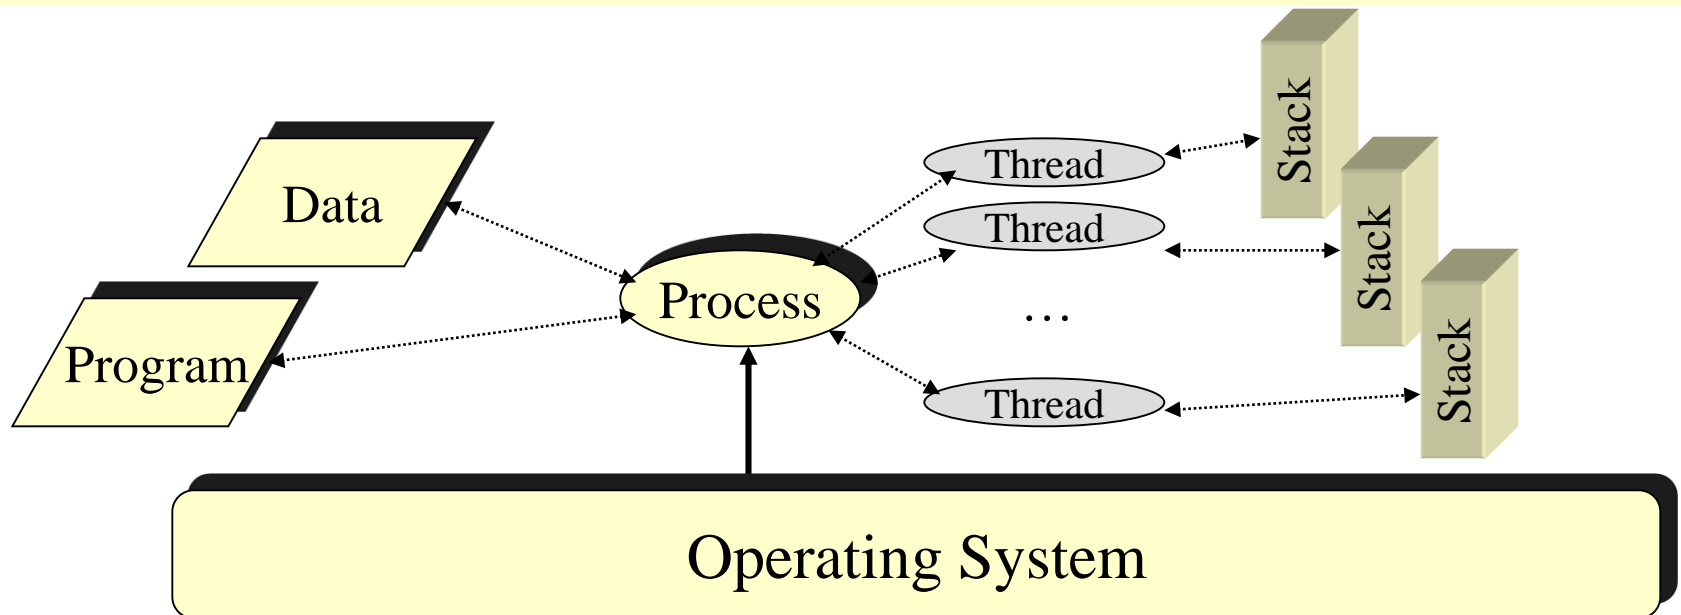 Data
Program
Process
Thread
Thread
…
Thread
Stack
Stack
Stack
Operating System